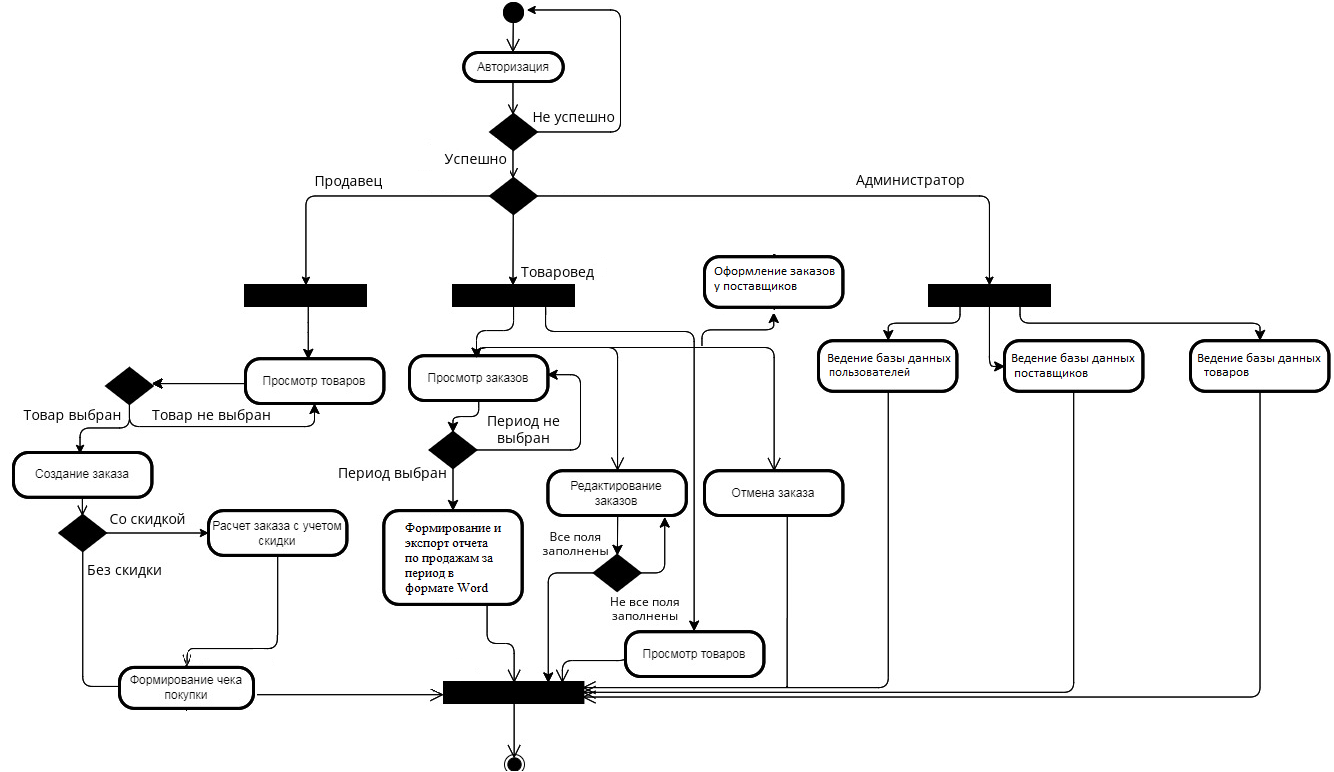 Авторизация
Не успешно
Успешно
Продавец
Администратор
Товаровед
Оформление заказов
у поставщиков
Просмотр товаров
Просмотр заказов
Ведение базы данных
пользователей
Ведение базы данных
поставщиков
Ведение базы данных
товаров
Товар выбран
Товар не выбран
Период не
выбран
Создание заказа
Период выбран
Редактирование
заказов
Отмена заказа
Со скидкой
Расчет заказа с учетом
скидки
Формирование и
экспорт отчета
по продажам за
период в
формате Word
Все поля
заполнены
Без скидки
Не все поля
заполнены
Просмотр товаров
Формирование чека
покупки